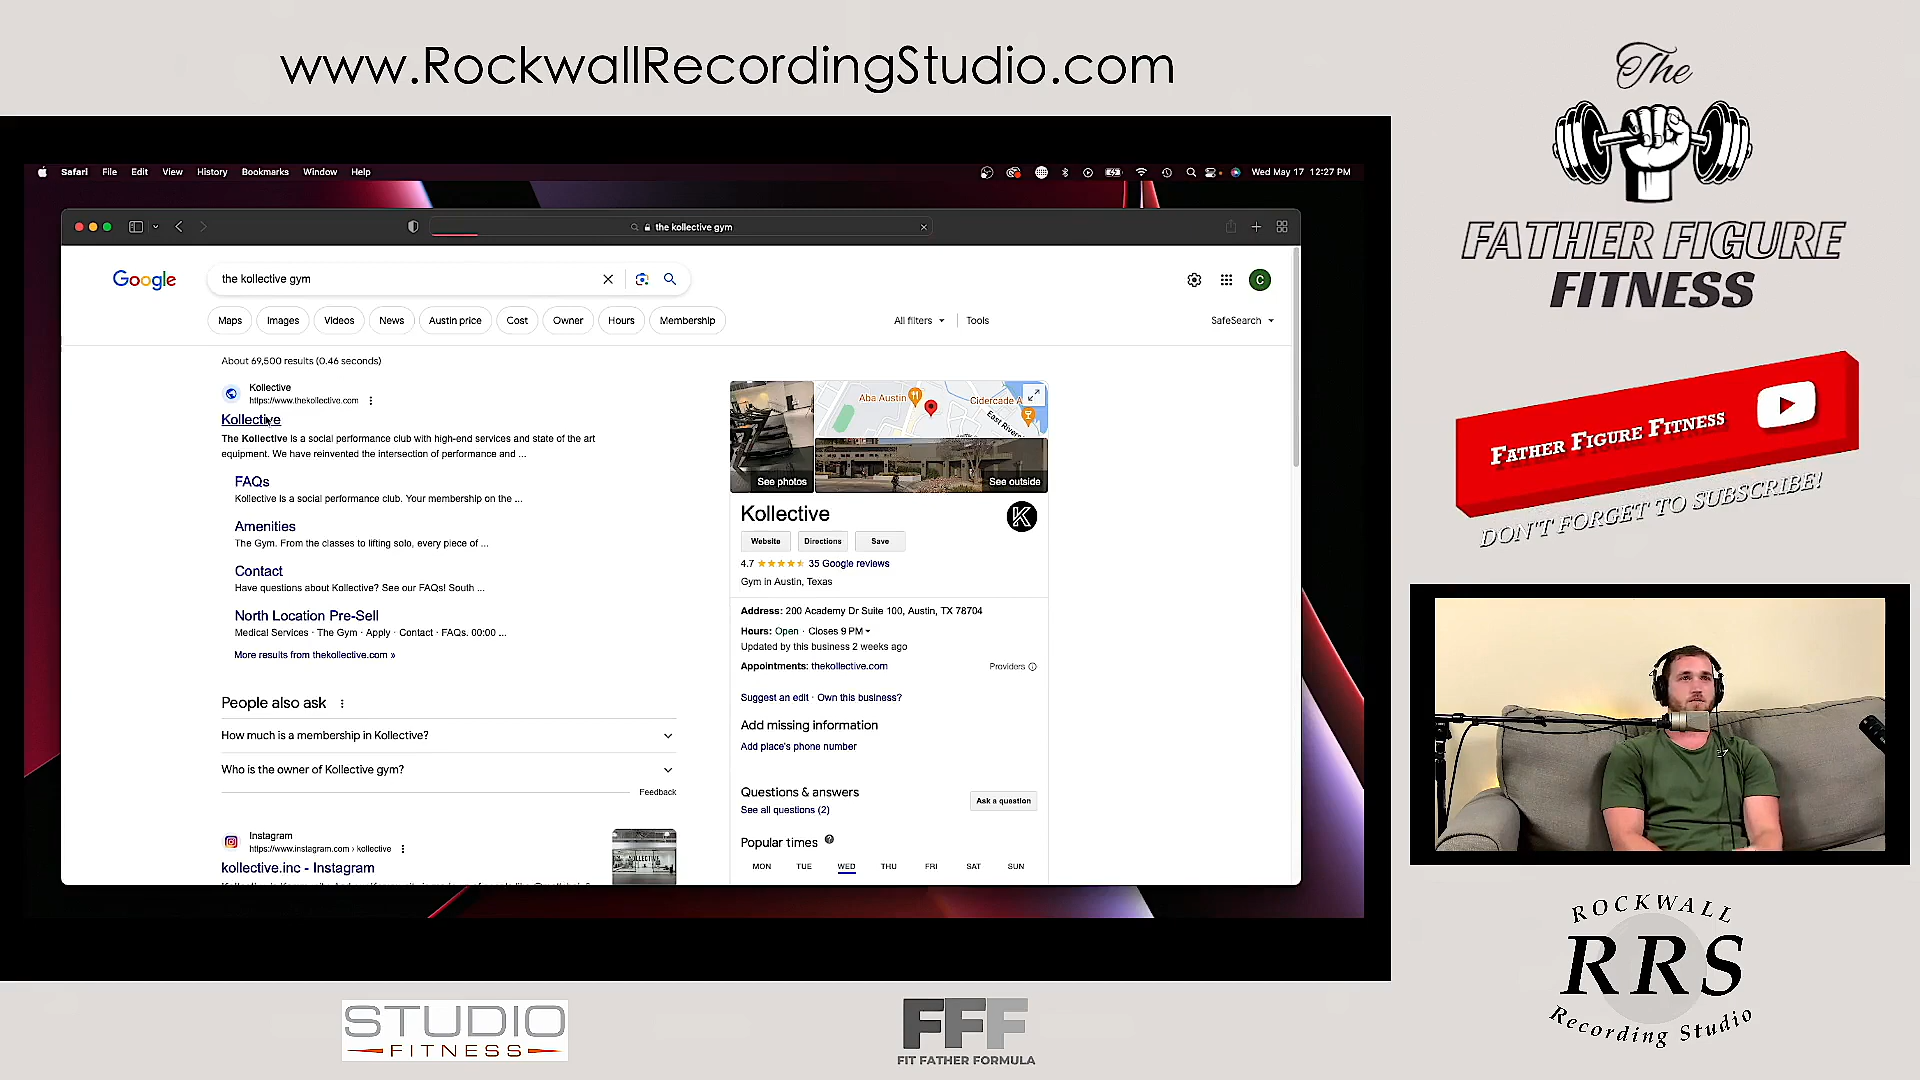 www.RockwallRecordingStudio.com
Safari File Edit View History Bookmarks Window Help
Wed May 17 12:27 PM
the kollective gym
Google
the kollective gym
C
Maps Images Videos News Austin price Cost Owner Hours Membership
All filters Tools
SafeSearch
About 69,500 results (0.46 seconds)
Kollective
https://www.thekollective.com
Kollective
The Kollective is a social performance club with high-end services and state of the art
equipment. We have reinvented the intersection of performance and ...
FAQs
Kollective is a social performance club. Your membership on the ...
Amenities
The Gym. From the classes to lifting solo, every piece of ...
Contact
Have questions about Kollective? See our FAQs! South ...
North Location Pre-Sell
Medical Services · The Gym · Apply · Contact · FAQs. 00:00 ...
More results from thekollective.com »
People also ask
How much is a membership in Kollective?
Who is the owner of Kollective gym?
Feedback
Instagram
https://www.instagram.com › kollective
kollective.inc - Instagram
KOLLECTIVE
Aba Austin
Cidercade A
East River
See photos
See outside
Kollective
K
Website Directions Save
4.7 35 Google reviews
Gym in Austin, Texas
Address: 200 Academy Dr Suite 100, Austin, TX 78704
Hours: Open · Closes 9 PM
Updated by this business 2 weeks ago
Appointments: thekollective.com
Providers
Suggest an edit · Own this business?
Add missing information
Add place's phone number
Questions & answers
See all questions (2)
Ask a question
Popular times
MON TUE WED THU FRI SAT SUN
The
FATHER FIGURE
FITNESS
FATHER FIGURE FITNESS
DON'T FORGET TO SUBSCRIBE!
ROCKWALL
RRS
Recording Studio
STUDIO
FITNESS
FFF
FIT FATHER FORMULA